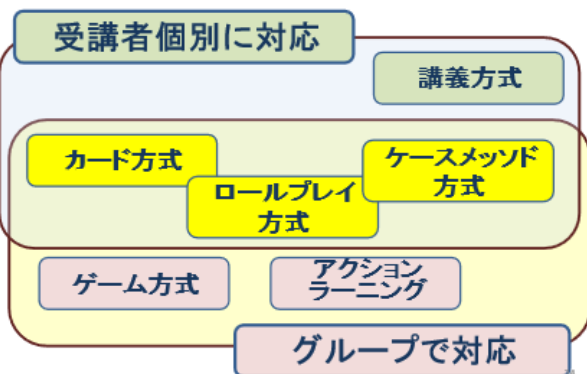 受講者個別に対応
講義方式
カード方式
ロールプレイ
方式
ケースメッソド
方式
ゲーム方式
アクション
ラーニング
グループで対応